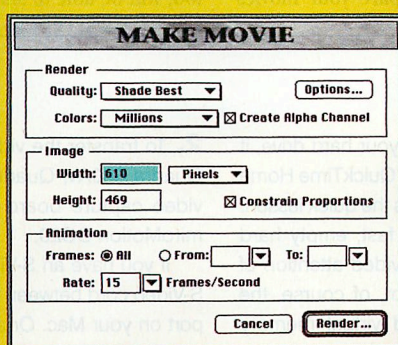 MAKE MOVIE
Render
Quality: Shade Best Options...
Colors: Millions Create Alpha Channel
Image
Width: 610 Pixels
Height: 469 Constrain Proportions
Animation
Frames: All From: To:
Rate: 15 Frames/Second
Cancel Render...